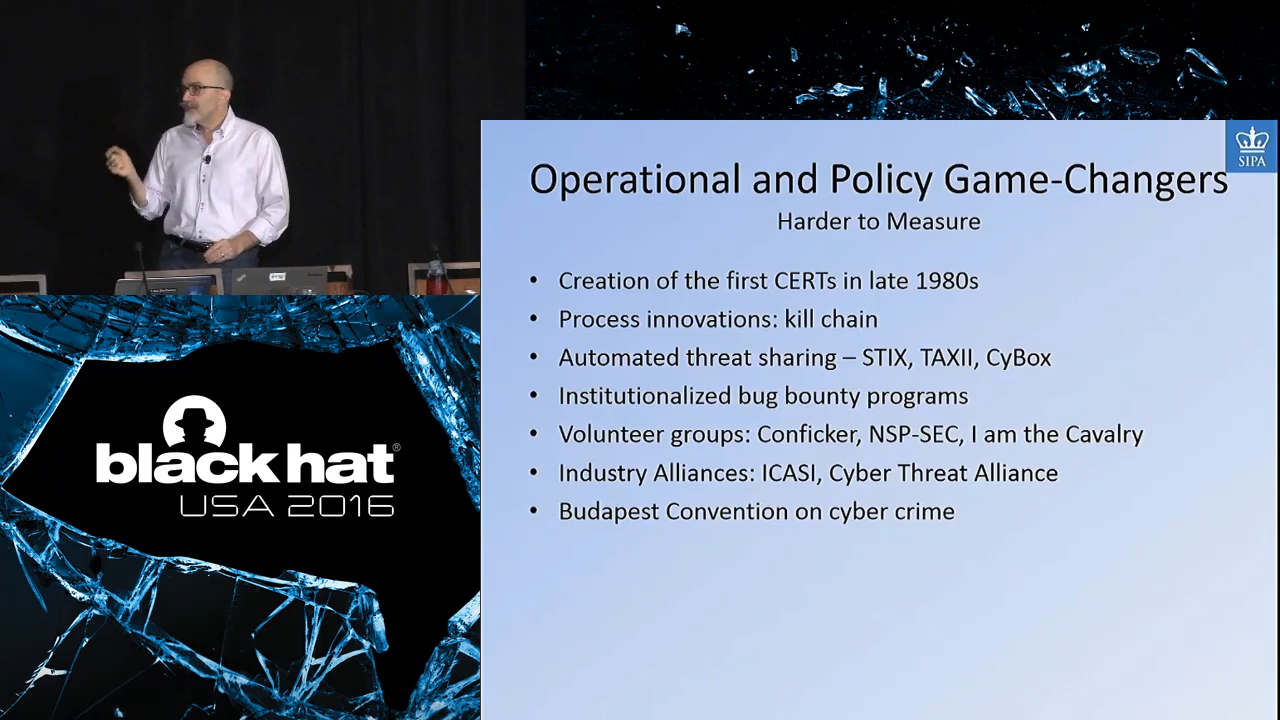 SIPA
Operational and Policy Game-Changers
Harder to Measure
• Creation of the first CERTs in late 1980s
• Process innovations: kill chain
• Automated threat sharing – STIX, TAXII, CyBox
• Institutionalized bug bounty programs
• Volunteer groups: Conficker, NSP-SEC, I am the Cavalry
• Industry Alliances: ICASI, Cyber Threat Alliance
• Budapest Convention on cyber crime
black hat®
USA 2016